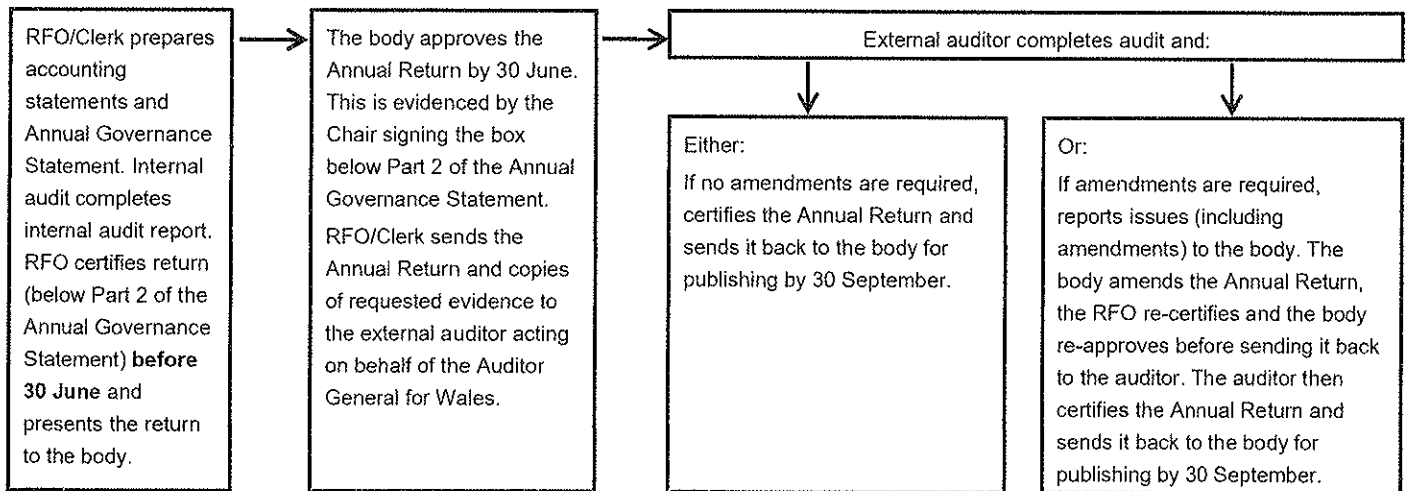 RFO/Clerk prepares
accounting
statements and
Annual Governance
Statement. Internal
audit completes
internal audit report.
RFO certifies return
(below Part 2 of the
Annual Governance
Statement) before
30 June and
presents the return
to the body.
The body approves the
Annual Return by 30 June.
This is evidenced by the
Chair signing the box
below Part 2 of the Annual
Governance Statement.
RFO/Clerk sends the
Annual Return and copies
of requested evidence to
the external auditor acting
on behalf of the Auditor
General for Wales.
External auditor completes audit and:
Either:
If no amendments are required,
certifies the Annual Return and
sends it back to the body for
publishing by 30 September.
Or:
If amendments are required,
reports issues (including
amendments) to the body. The
body amends the Annual Return,
the RFO re-certifies and the body
re-approves before sending it back
to the auditor. The auditor then
certifies the Annual Return and
sends it back to the body for
publishing by 30 September.